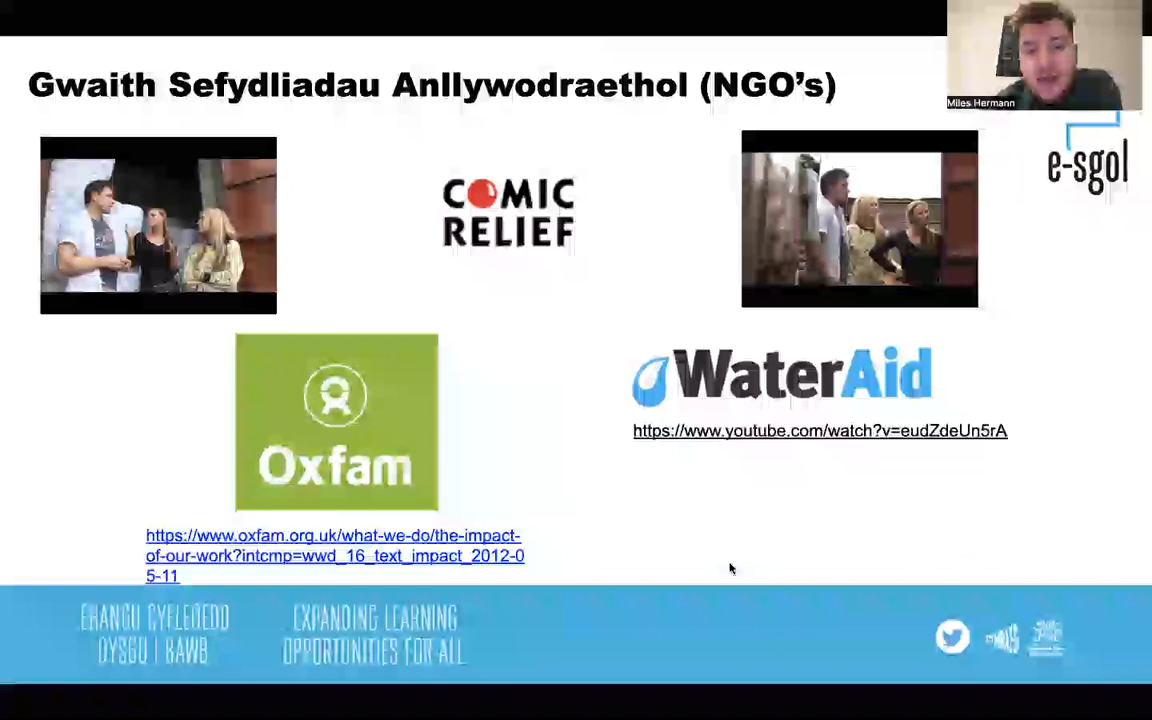 Gwaith Sefydliadau Anllywodraethol (NGO's)
Miles Hermann
e-sgol
COMIC
RELIEF
Oxfam
WaterAid
https://www.youtube.com/watch?v=eudZdeUn5rA
https://www.oxfam.org.uk/what-we-do/the-impact-
of-our-work?intcmp=wwd_16_text_impact_2012-0
5-11
EHANGU CYFLEOEDD
DYSGU I BAWB
EXPANDING LEARNING
OPPORTUNITIES FOR ALL